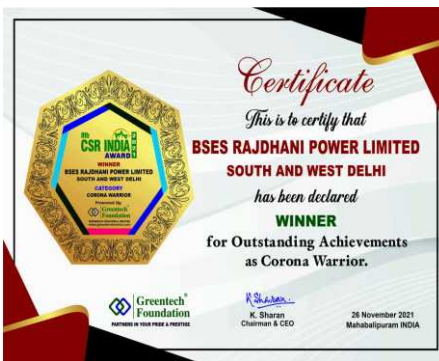 Certificate
This is to certify that
BSES RAJDHANI POWER LIMITED
SOUTH AND WEST DELHI
has been declared
WINNER
for Outstanding Achievements
as Corona Warrior.
8th
CSR INDIA
AWARD
WINNER
BSES RAJDHANI POWER LIMITED
SOUTH AND WEST DELHI
CATEGORY
CORONA WARRIOR
Presented By
Greentech®
Foundation
Greentech®
Foundation
PARTNERS IN YOUR PRIDE & PRESTIGE
K Sharan
K. Sharan
Chairman & CEO
26 November 2021
Mahabalipuram INDIA